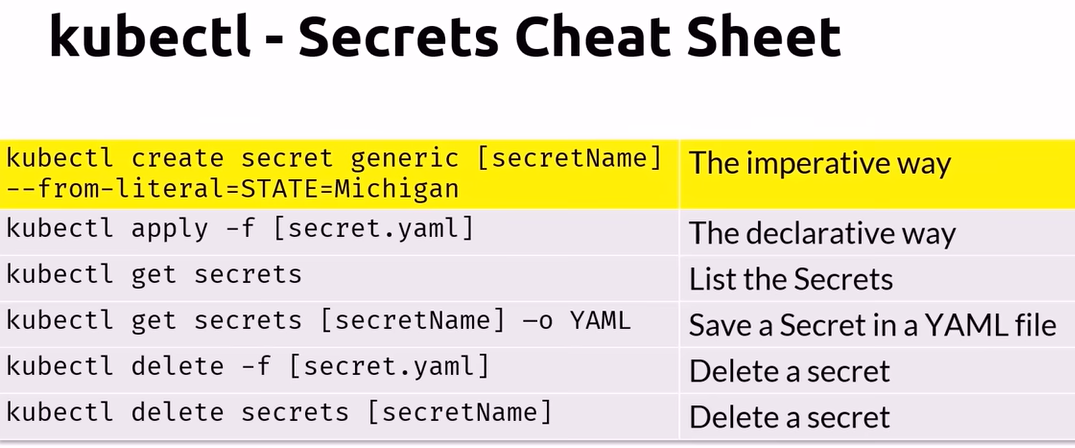 kubectl - Secrets Cheat Sheet
kubectl create secret generic [secretName]
--from-literal=STATE=Michigan
The imperative way
kubectl apply -f [secret.yaml]
The declarative way
kubectl get secrets
List the Secrets
kubectl get secrets [secretName] –o YAML
Save a Secret in a YAML file
kubectl delete -f [secret.yaml]
Delete a secret
kubectl delete secrets [secretName]
Delete a secret